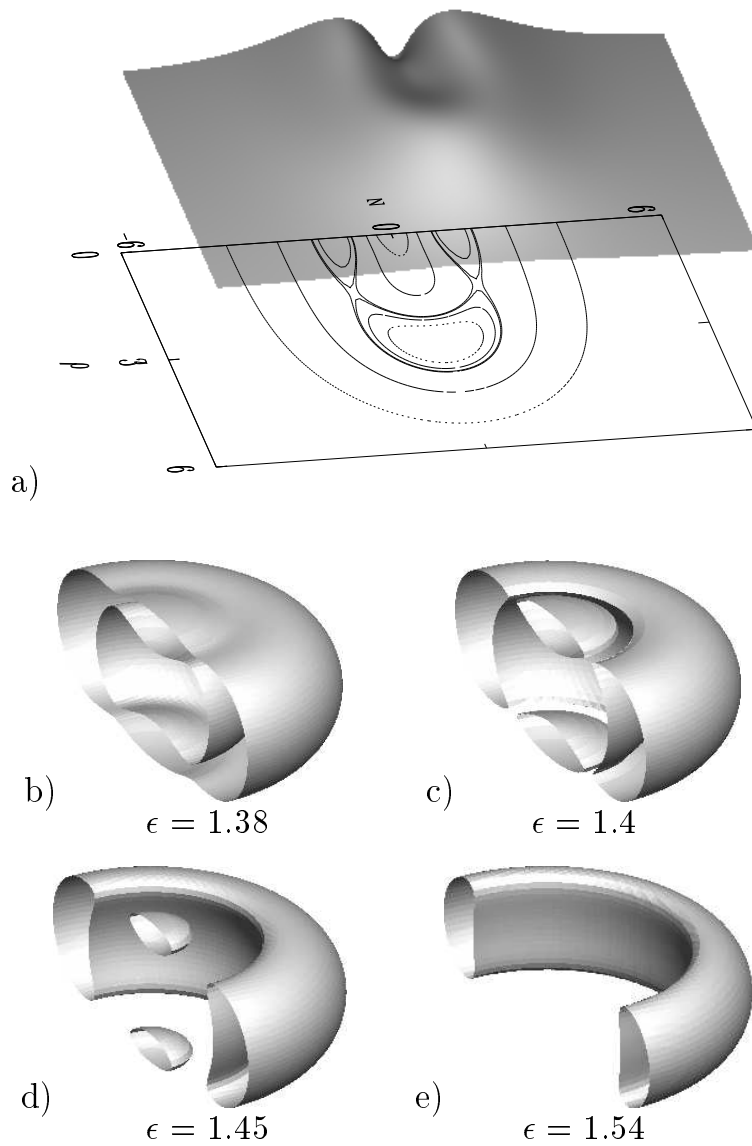 z
-6
0
6
0
3
6
ρ
a)
b)
ϵ = 1.38
c)
ϵ = 1.4
d)
ϵ = 1.45
e)
ϵ = 1.54